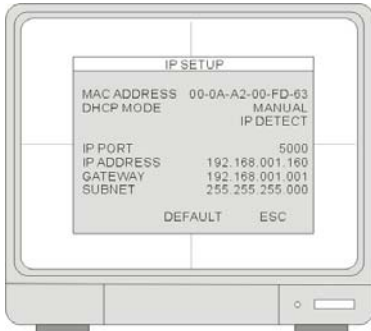 IP SETUP
MAC ADDRESS 00-0A-A2-00-FD-63
DHCP MODE MANUAL
IP DETECT
IP PORT 5000
IP ADDRESS 192.168.001.160
GATEWAY 192.168.001.001
SUBNET 255.255.255.000
DEFAULT ESC